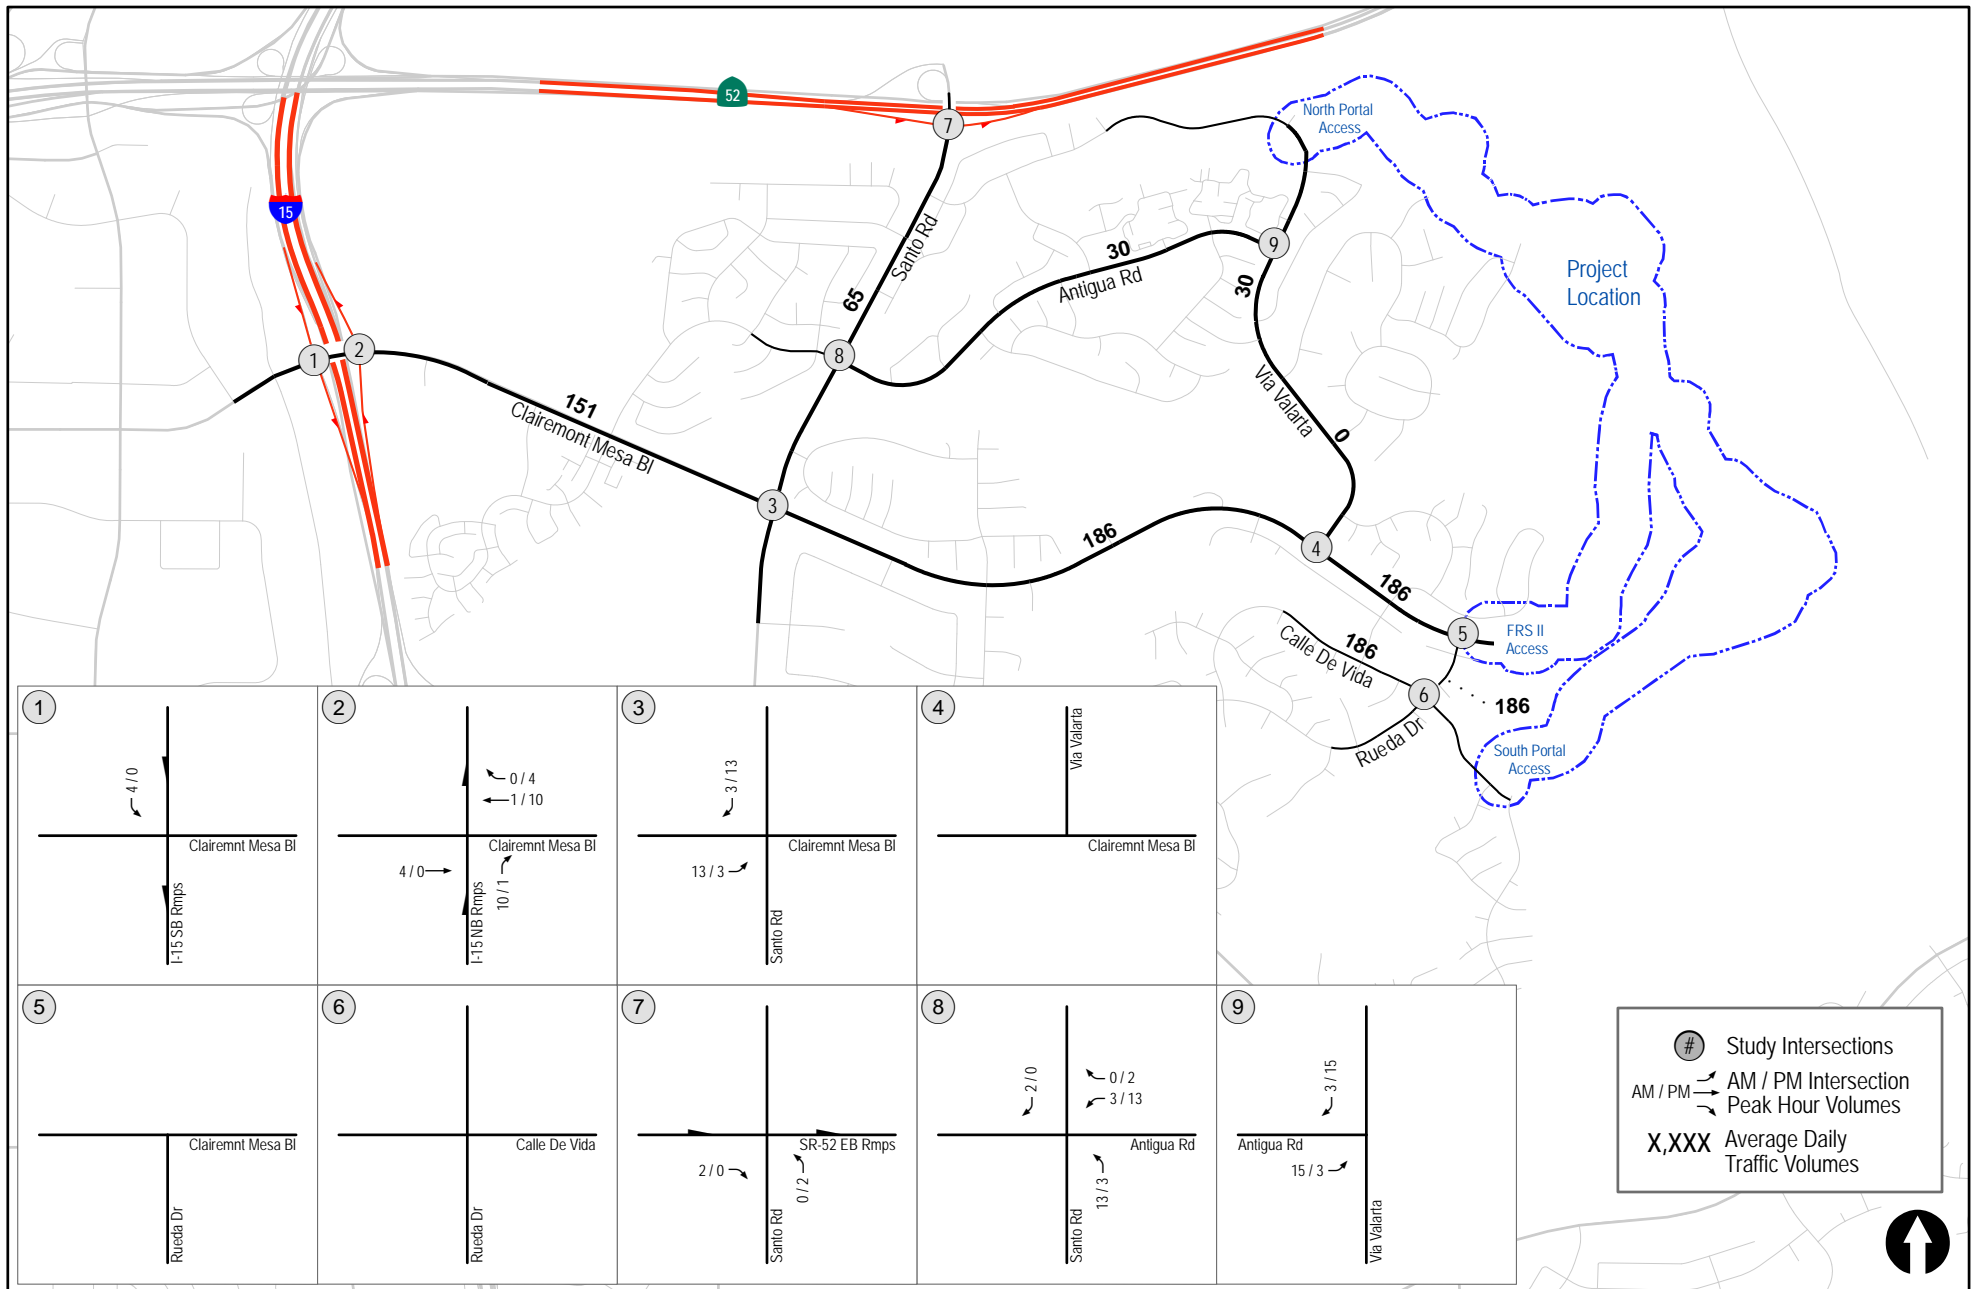 52
7
North Portal
Access
15
Santo Rd
9
30
Antigua Rd
30
Project
Location
65
1
2
8
Via Valarta
151
Clairemont Mesa Bl
0
3
186
4
186
5
FRS II
Access
186
Calle De Vida
6
186
Rueda Dr
South Portal
Access
1
4 / 0
Clairemnt Mesa Bl
I-15 SB Rmps
2
0 / 4
1 / 10
Clairemnt Mesa Bl
4 / 0
10 / 1
I-15 NB Rmps
3
3 / 13
Clairemnt Mesa Bl
13 / 3
Santo Rd
4
Via Valarta
Clairemnt Mesa Bl
5
Clairemnt Mesa Bl
Rueda Dr
6
Calle De Vida
Rueda Dr
7
SR-52 EB Rmps
2 / 0
0 / 2
Santo Rd
8
2 / 0
0 / 2
3 / 13
Antigua Rd
13 / 3
Santo Rd
9
3 / 15
Antigua Rd
15 / 3
Via Valarta
# Study Intersections
AM / PM AM / PM Intersection
Peak Hour Volumes
X,XXX Average Daily
Traffic Volumes